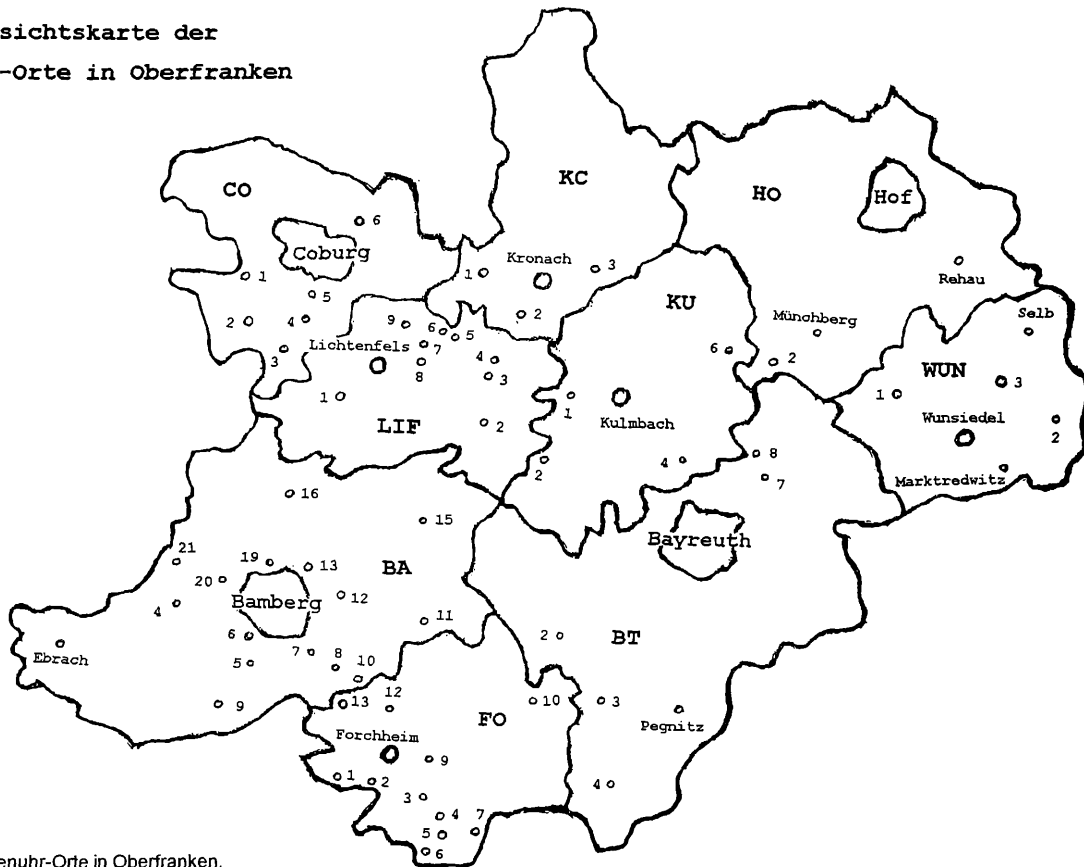 sichtskarte der
-Orte in Oberfranken
KC
CO
HO
Hof
6
Coburg
Kronach
1
1
3
Rehau
5
KU
2
4
9
2
Münchberg
Selb
6
5
3
Lichtenfels
7
6
2
4
8
3
WUN
3
1
1
1
LIF
2
Kulmbach
Wunsiedel
2
2
4
8
Marktredwitz
7
16
15
Bayreuth
21
19
13
BA
20
12
4
Bamberg
11
6
2
BT
Ebrach
7
8
5
10
9
13
12
10
3
FO
Pegnitz
Forchheim
9
1
2
4
3
4
7
5
6
enuhr-Orte in Oberfranken.